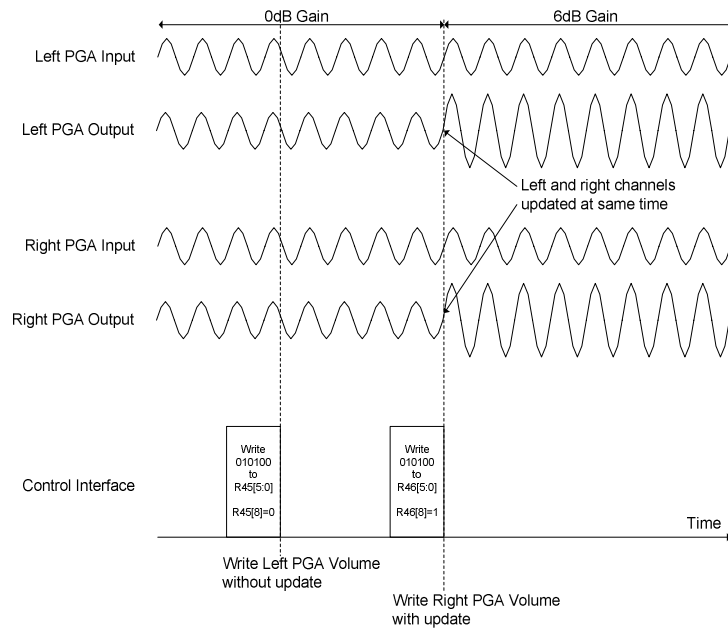 0dB Gain
6dB Gain
Left PGA Input
Left PGA Output
Left and right channels
updated at same time
Right PGA Input
Right PGA Output
Control Interface
Write
010100
to
R45[5:0]
R45[8]=0
Write
010100
to
R46[5:0]
R46[8]=1
Time
Write Left PGA Volume
without update
Write Right PGA Volume
with update